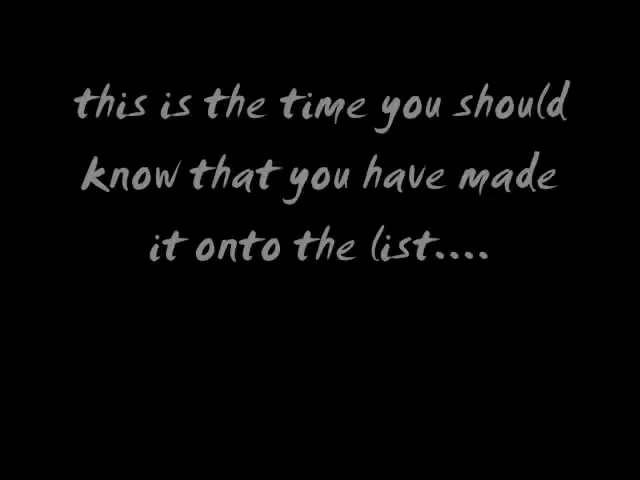 this is the time you should
know that you have made
it onto the list....